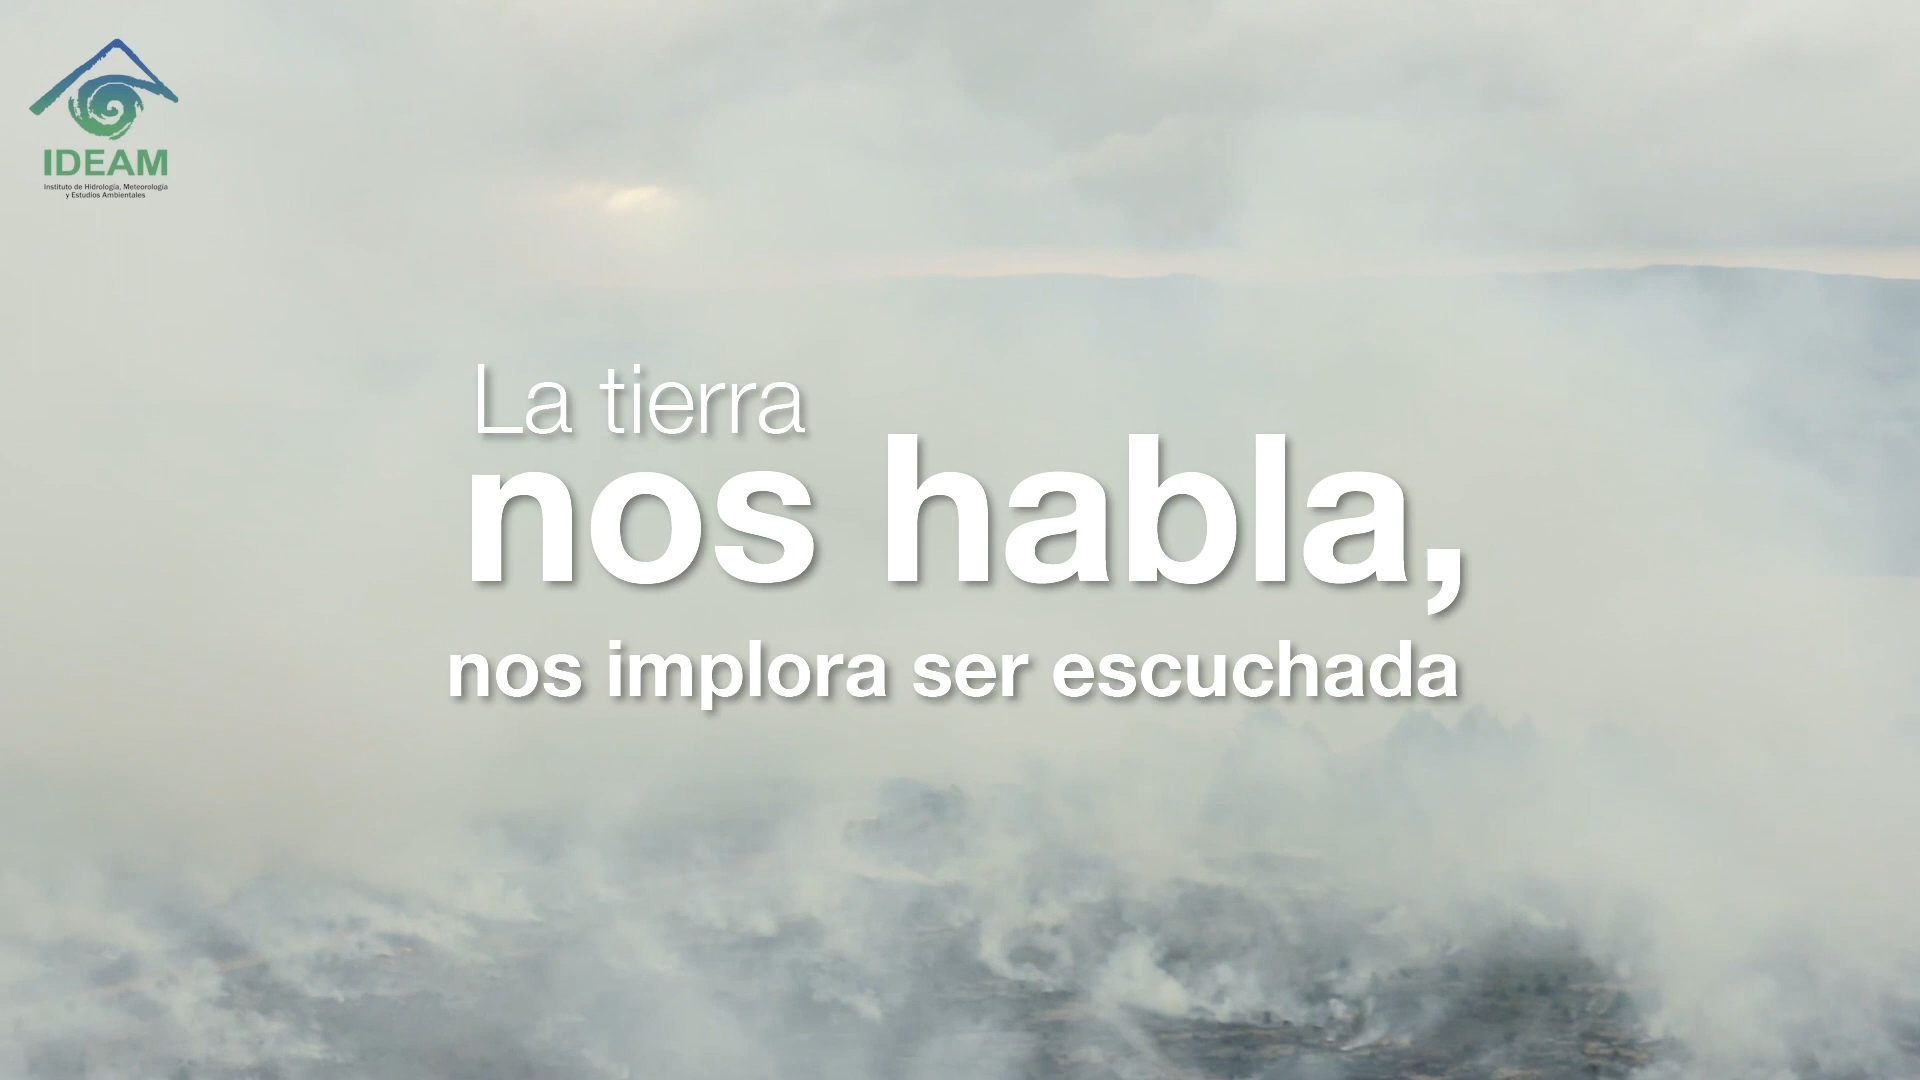 IDEAM
Instituto de Hidrología, Meteorología
y Estudios Ambientales
La tierra
nos habla,
nos implora ser escuchada